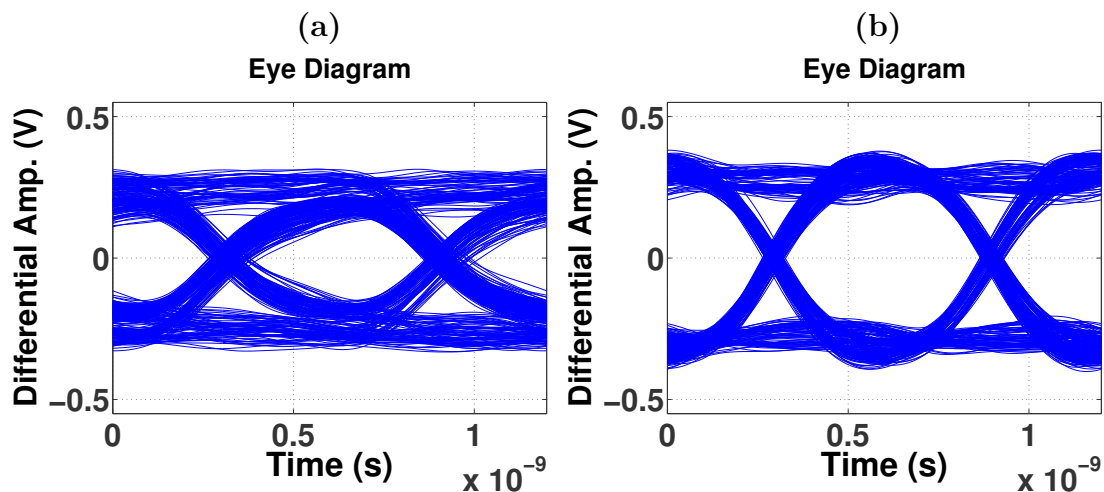 (a)
Eye Diagram
Differential Amp. (V)
0.5
0
−0.5
0
0.5
1
Time (s)
x 10⁻⁹
(b)
Eye Diagram
Differential Amp. (V)
0.5
0
−0.5
0
0.5
1
Time (s)
x 10⁻⁹